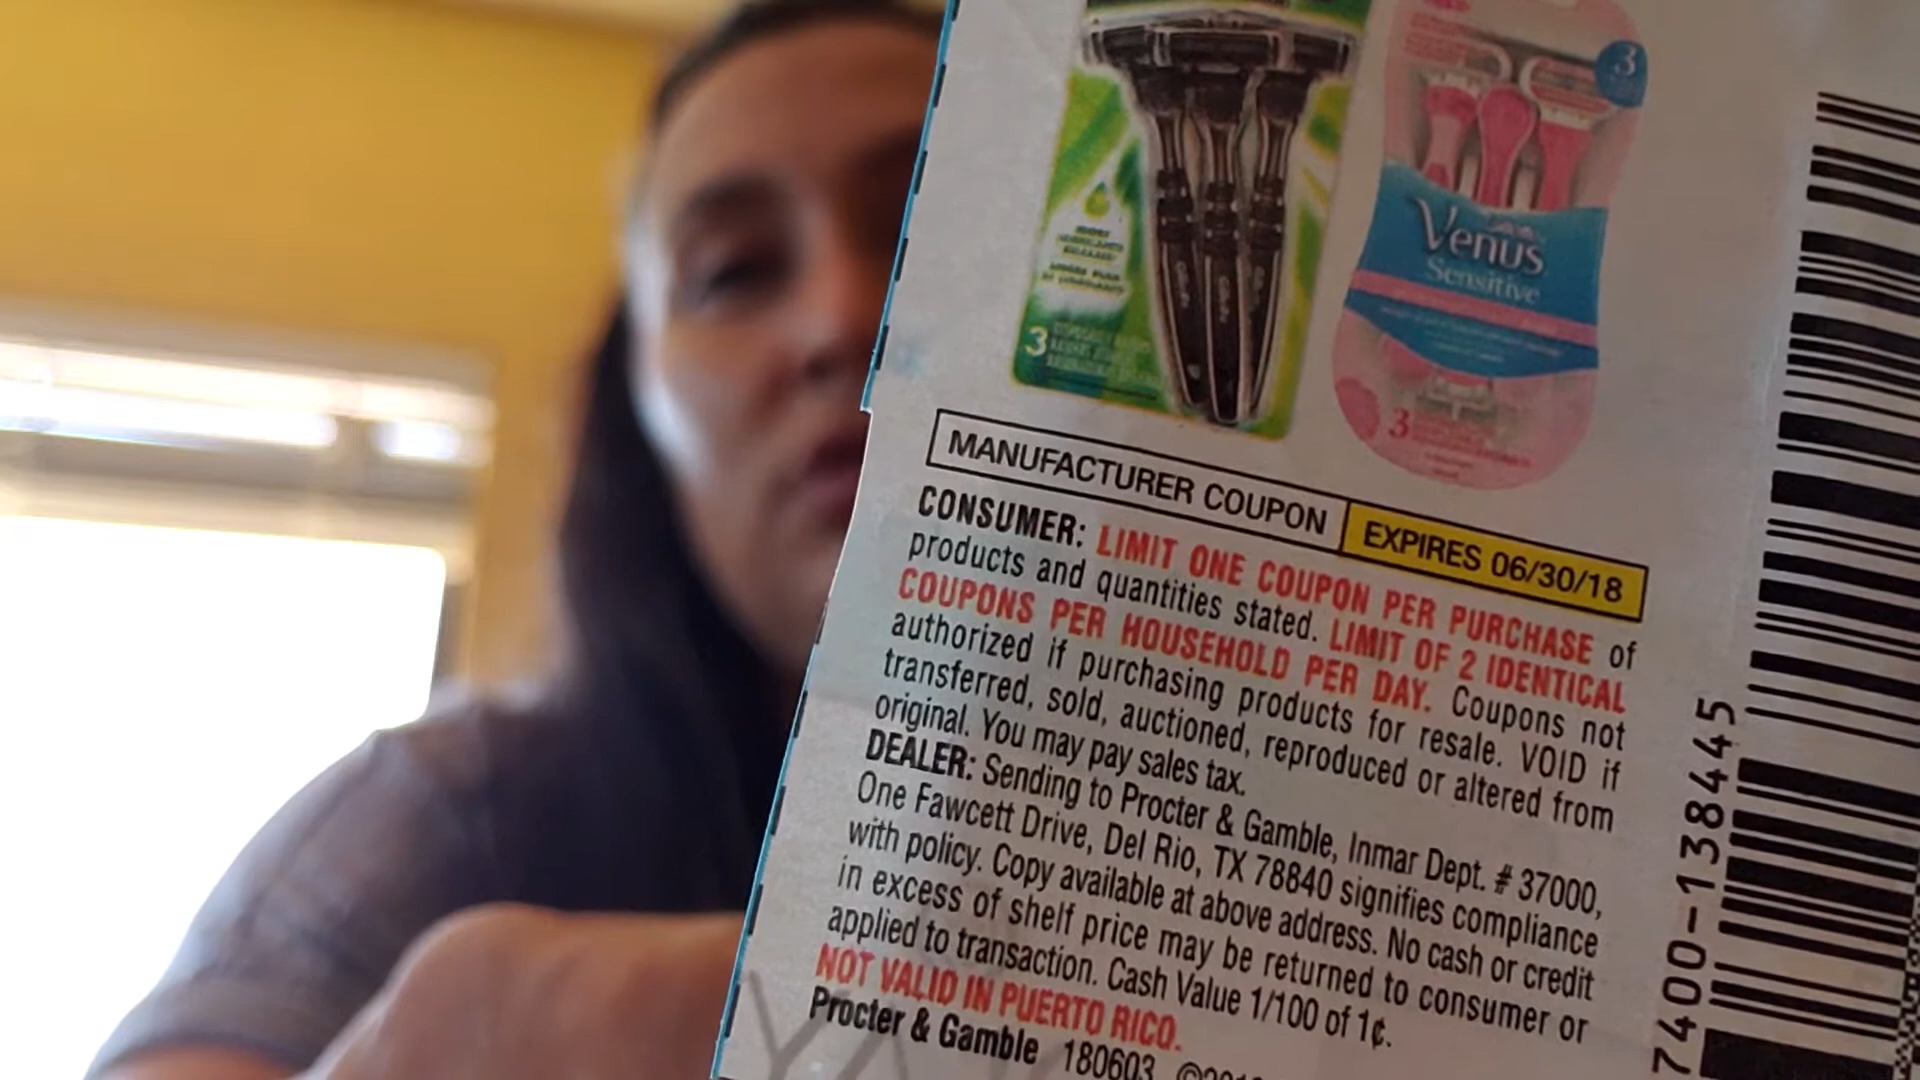 3
Gillette
Venus
Sensitive
3
3
MANUFACTURER COUPON EXPIRES 06/30/18
CONSUMER: LIMIT ONE COUPON PER PURCHASE of
products and quantities stated. LIMIT OF 2 IDENTICAL
COUPONS PER HOUSEHOLD PER DAY. Coupons not
authorized if purchasing products for resale. VOID if
transferred, sold, auctioned, reproduced or altered from
original. You may pay sales tax.
DEALER: Sending to Procter & Gamble, Inmar Dept. # 37000,
One Fawcett Drive, Del Rio, TX 78840 signifies compliance
with policy. Copy available at above address. No cash or credit
in excess of shelf price may be returned to consumer or
applied to transaction. Cash Value 1/100 of 1¢.
NOT VALID IN PUERTO RICO.
Procter & Gamble 180603
7400-138445